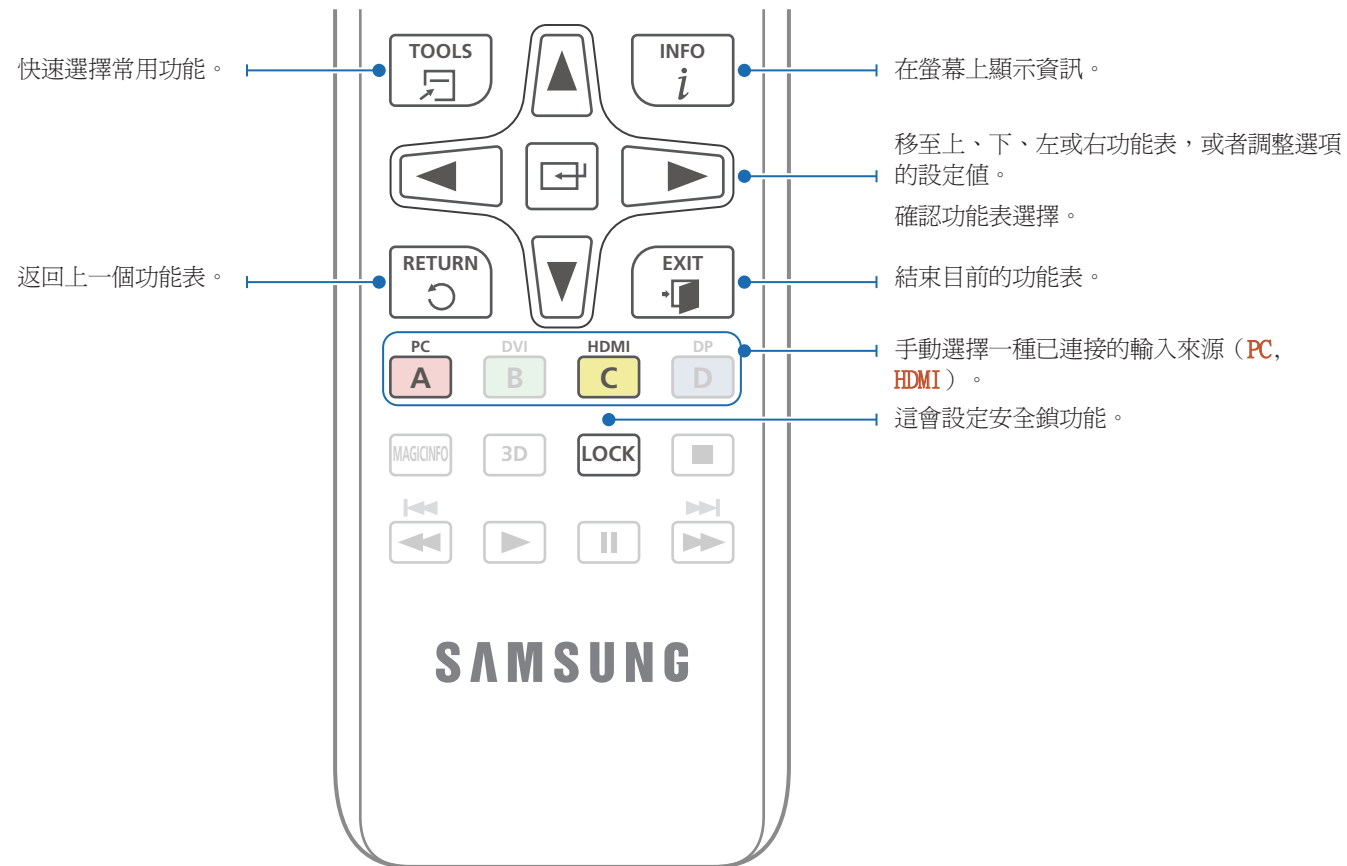 TOOLS
INFO
快速選擇常用功能。
在螢幕上顯示資訊。
移至上、下、左或右功能表，或者調整選項
的設定值。
確認功能表選擇。
RETURN
EXIT
返回上一個功能表。
結束目前的功能表。
PC DVI HDMI DP
A B C D
手動選擇一種已連接的輸入來源（PC,
HDMI）。
這會設定安全鎖功能。
MAGICINFO 3D LOCK
SAMSUNG